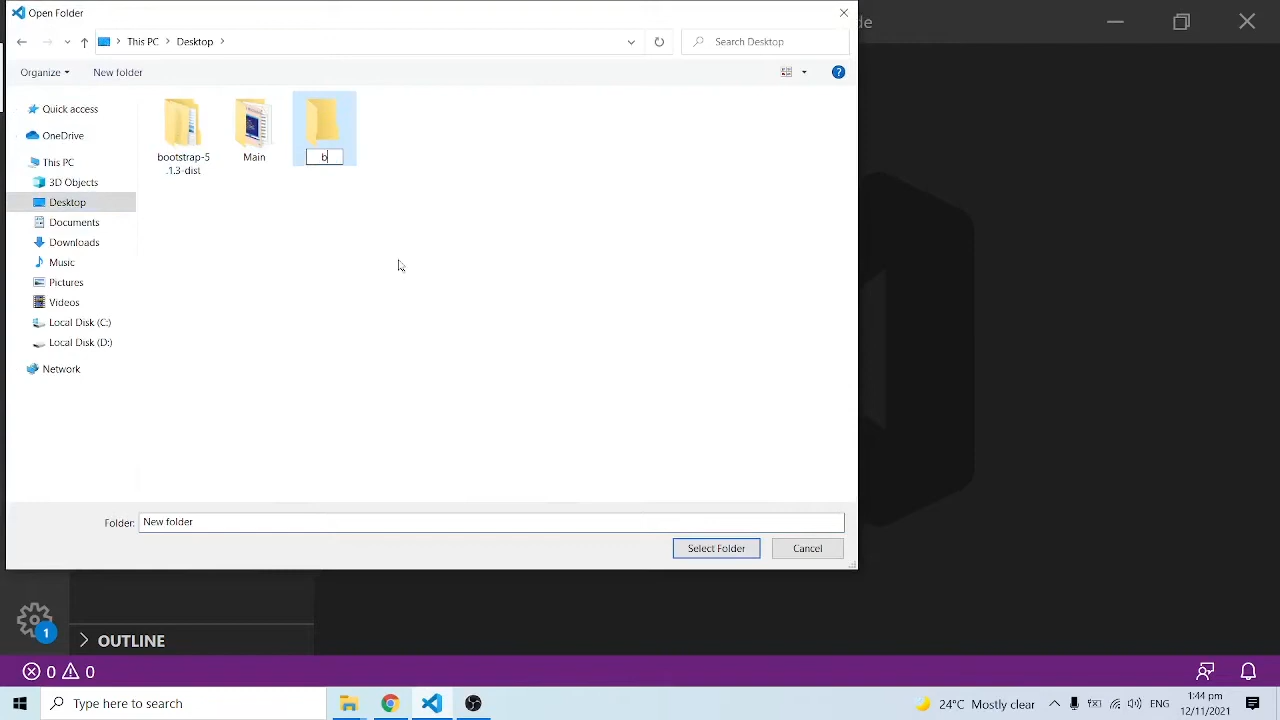 Open Folder
de
This PC
Desktop
Search Desktop
Organize
New folder
?
Quick access
OneDrive
This PC
3D Objects
Desktop
Documents
Downloads
Music
Pictures
Videos
Local Disk (C:)
Local Disk (D:)
Network
bootstrap-5
.1.3-dist
Main
b
Folder:
New folder
Select Folder
Cancel
1
OUTLINE
0
0
Type here to search
24°C Mostly clear
ENG
1:44 pm
12/11/2021